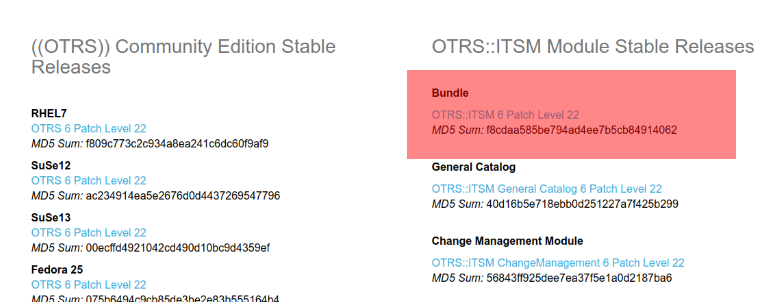 ((OTRS)) Community Edition Stable
Releases
RHEL7
OTRS 6 Patch Level 22
MD5 Sum: f809c773c2c934a8ea241c6dc60f9af9
SuSe12
OTRS 6 Patch Level 22
MD5 Sum: ac234914ea5e2676d0d4437269547796
SuSe13
OTRS 6 Patch Level 22
MD5 Sum: 00ecffd4921042cd490d10bc9d4359ef
Fedora 25
OTRS 6 Patch Level 22
MD5 Sum: 075b6494c9cb85de3be2e83b555164b4
OTRS::ITSM Module Stable Releases
Bundle
OTRS::ITSM 6 Patch Level 22
MD5 Sum: f8cdaa585be794ad4ee7b5cb84914062
General Catalog
OTRS::ITSM General Catalog 6 Patch Level 22
MD5 Sum: 40d16b5e718ebb0d251227a7f425b299
Change Management Module
OTRS::ITSM ChangeManagement 6 Patch Level 22
MD5 Sum: 56843ff925dee7ea37f5e1a0d2187ba6